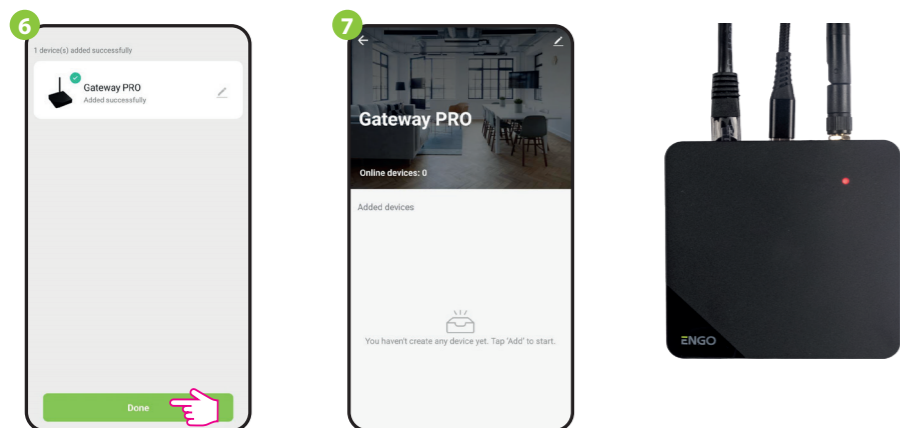 6
1 device(s) added successfully
Gateway PRO
Added successfully
Done
7
Gateway PRO
Online devices: 0
Added devices
You haven't create any device yet. Tap 'Add' to start.
ENGO